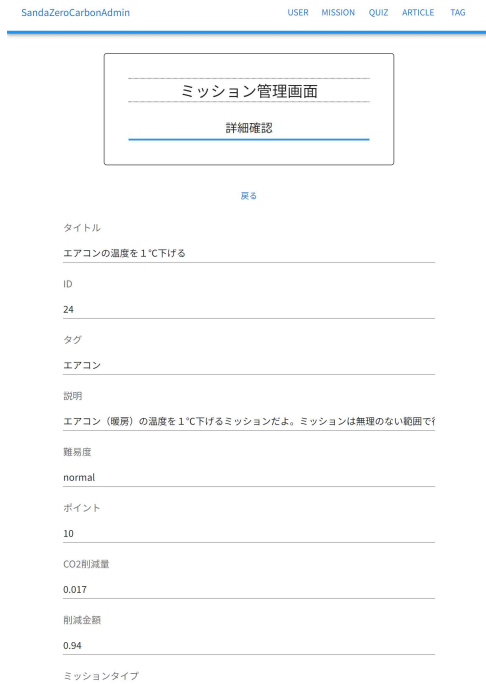 SandaZeroCarbonAdmin USER MISSION QUIZ ARTICLE TAG
ミッション管理画面
詳細確認
戻る
タイトル
エアコンの温度を１℃下げる
ID
24
タグ
エアコン
説明
エアコン（暖房）の温度を１℃下げるミッションだよ。ミッションは無理のない範囲で
難易度
normal
ポイント
10
CO2削減量
0.017
削減金額
0.94
ミッションタイプ